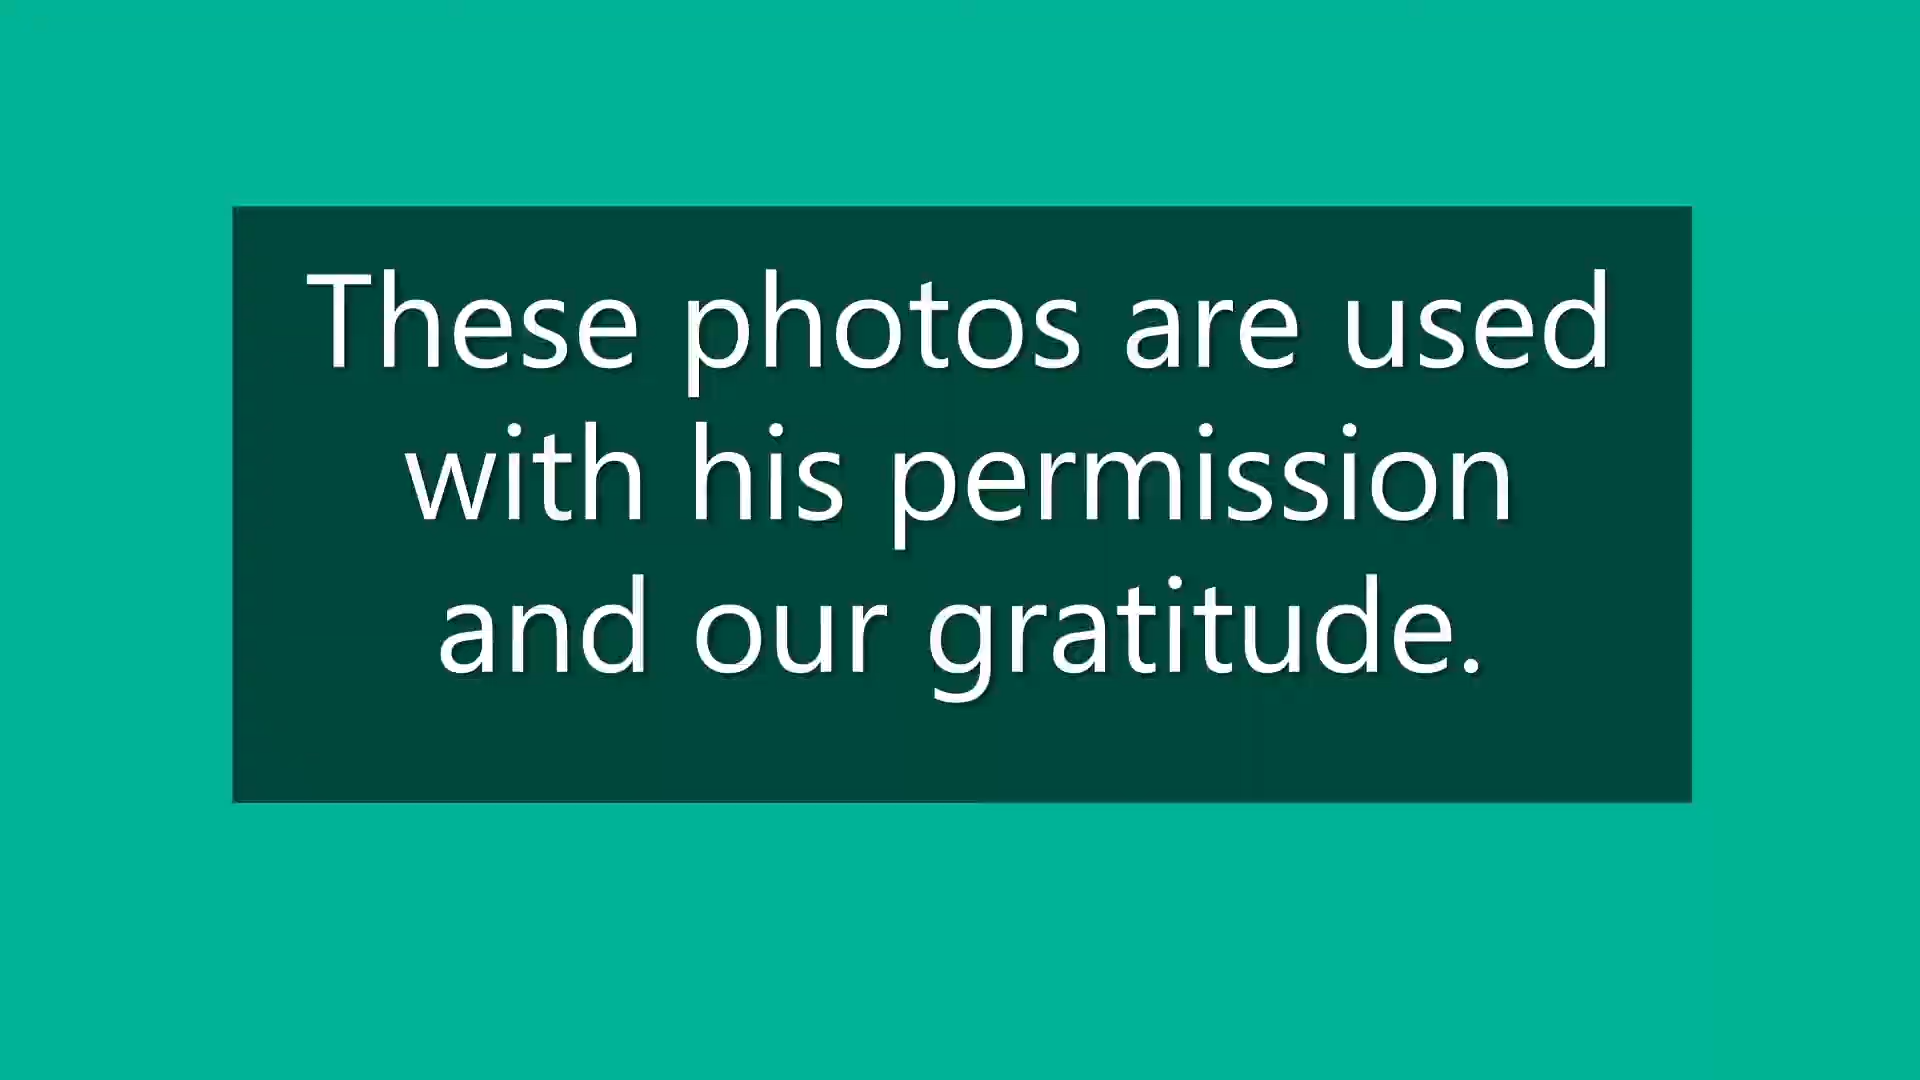 These photos are used
with his permission
and our gratitude.